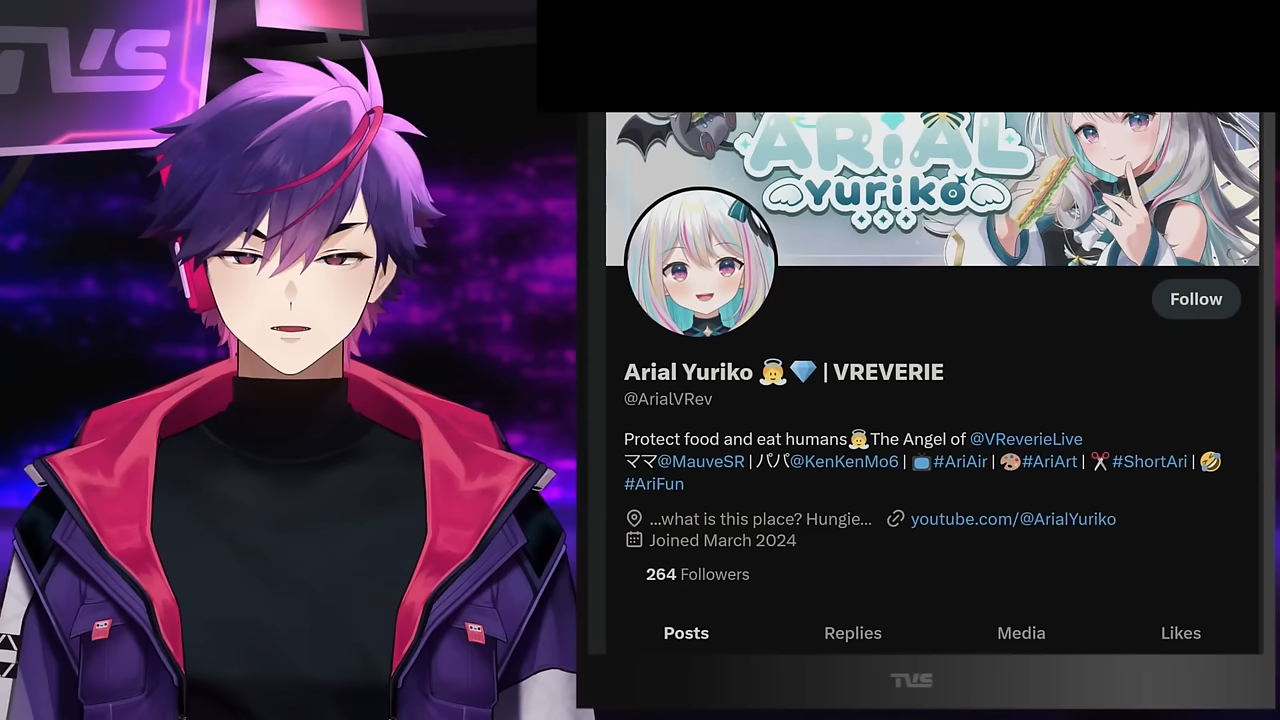 TVS
ARiAL
Yuriko
Follow
Arial Yuriko 👼💎 | VREVERIE
@ArialVRev
Protect food and eat humans👼The Angel of @VReverieLive
ママ@MauveSR | パパ@KenKenMo6 | 📺#AriAir | 🎨#AriArt | ✂️#ShortAri | 🤣
#AriFun
...what is this place? Hungie... youtube.com/@ArialYuriko
Joined March 2024
264 Followers
Posts Replies Media Likes
TVS